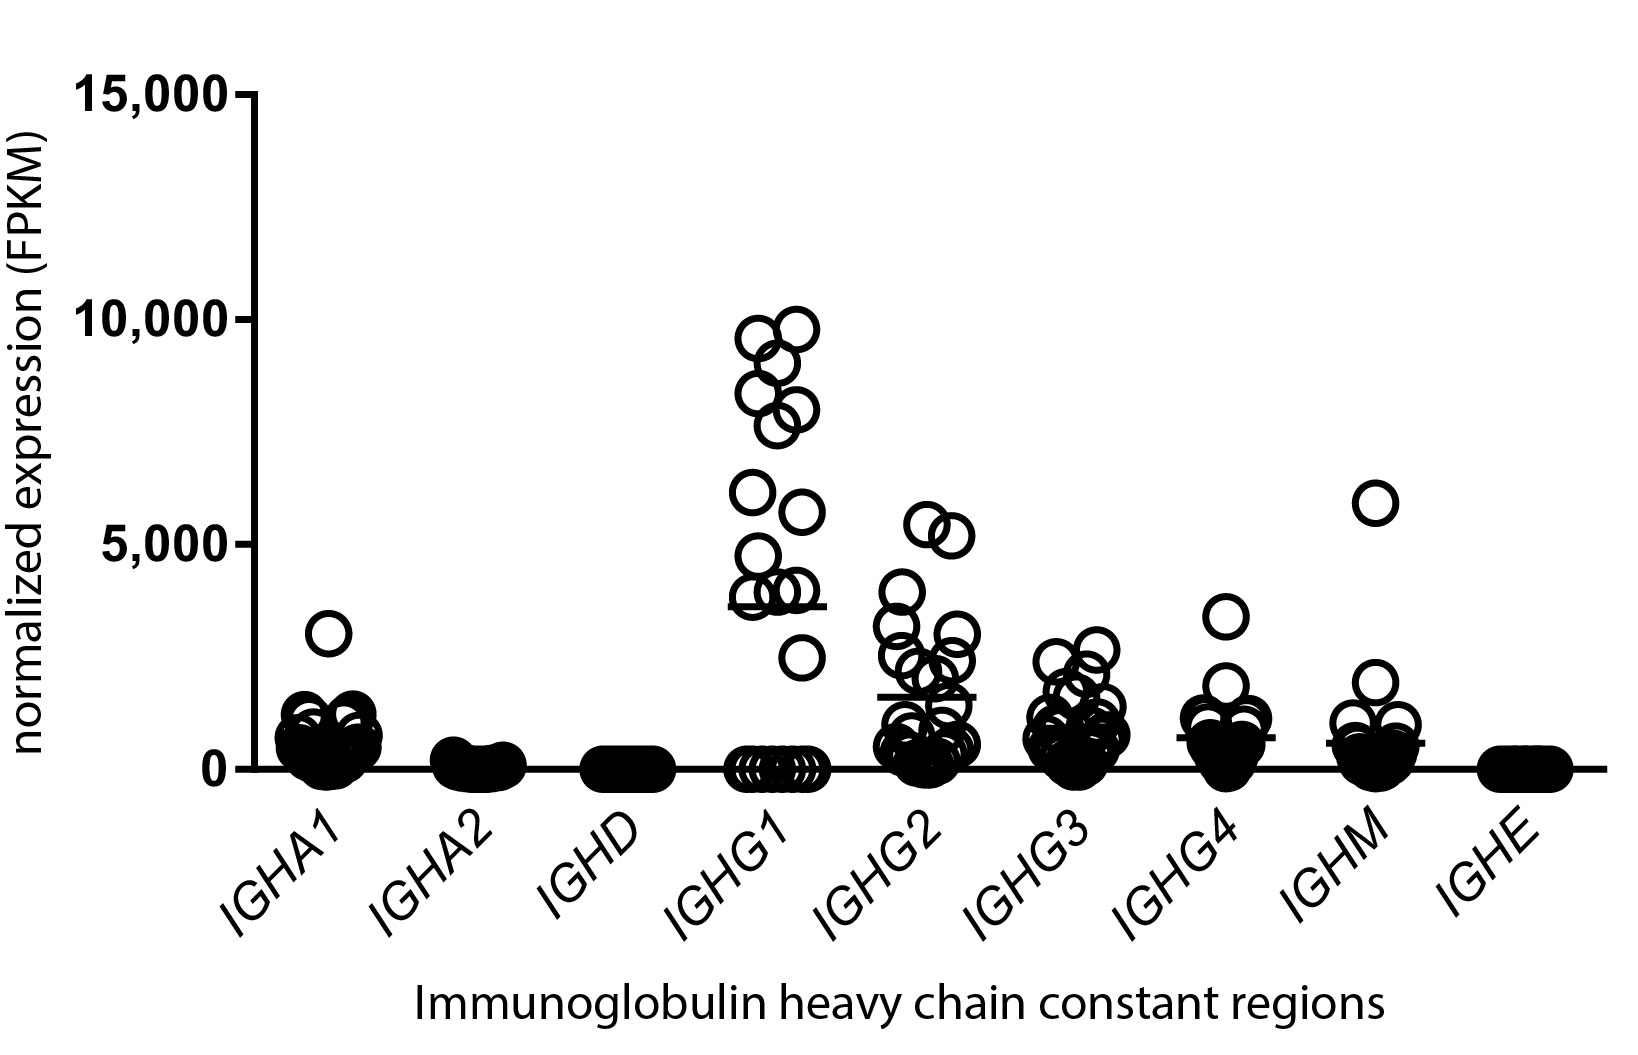 normalized expression (FPKM)
15,000
10,000
5,000
0
IGHA1
IGHA2
IGHD
IGHG1
IGHG2
IGHG3
IGHG4
IGHM
IGHE
Immunoglobulin heavy chain constant regions